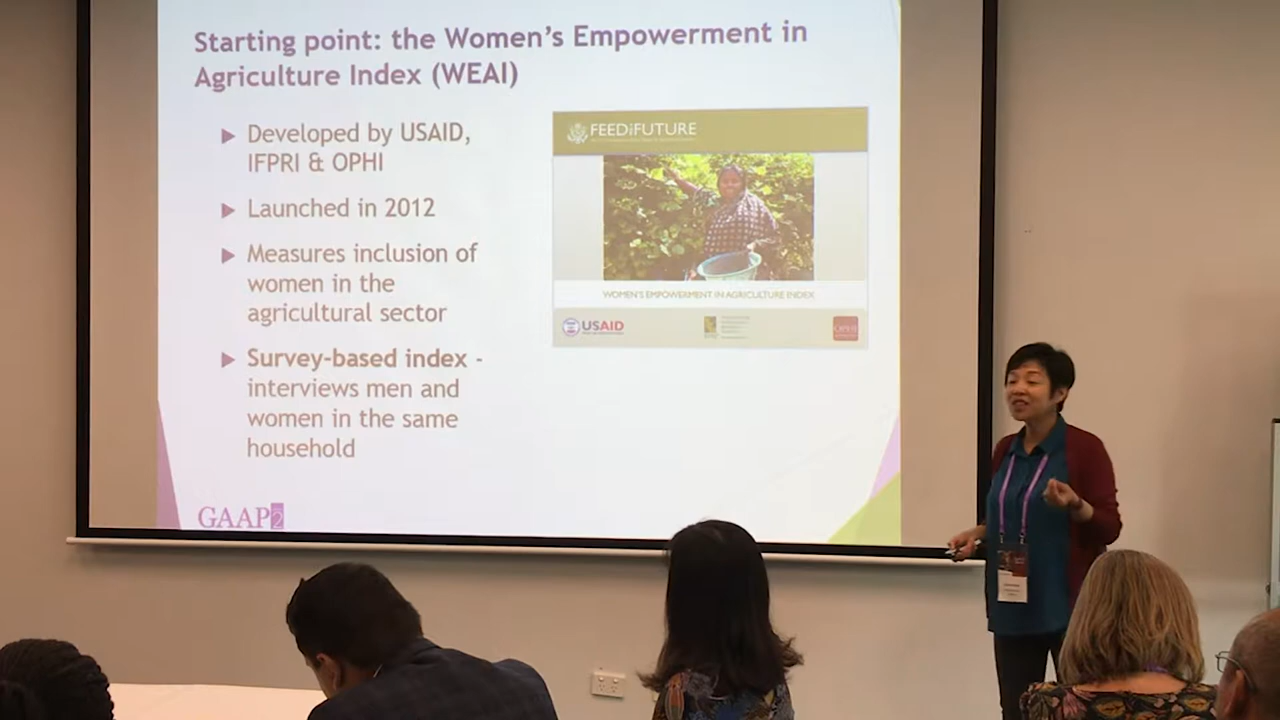 Starting point: the Women's Empowerment in
Agriculture Index (WEAI)
▶ Developed by USAID,
IFPRI & OPHI
▶ Launched in 2012
▶ Measures inclusion of
women in the
agricultural sector
▶ Survey-based index -
interviews men and
women in the same
household
FEED THE FUTURE
WOMEN'S EMPOWERMENT IN AGRICULTURE INDEX
USAID
OPHI
GAAP2